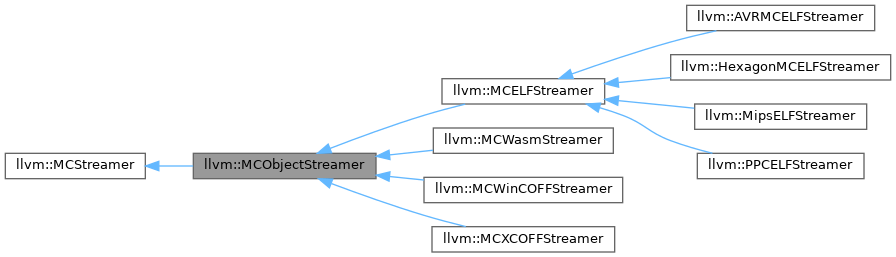 llvm::AVRMCELFStreamer
llvm::HexagonMCELFStreamer
llvm::MCELFStreamer
llvm::MipsELFStreamer
llvm::MCWasmStreamer
llvm::MCStreamer
llvm::MCObjectStreamer
llvm::PPCELFStreamer
llvm::MCWinCOFFStreamer
llvm::MCXCOFFStreamer